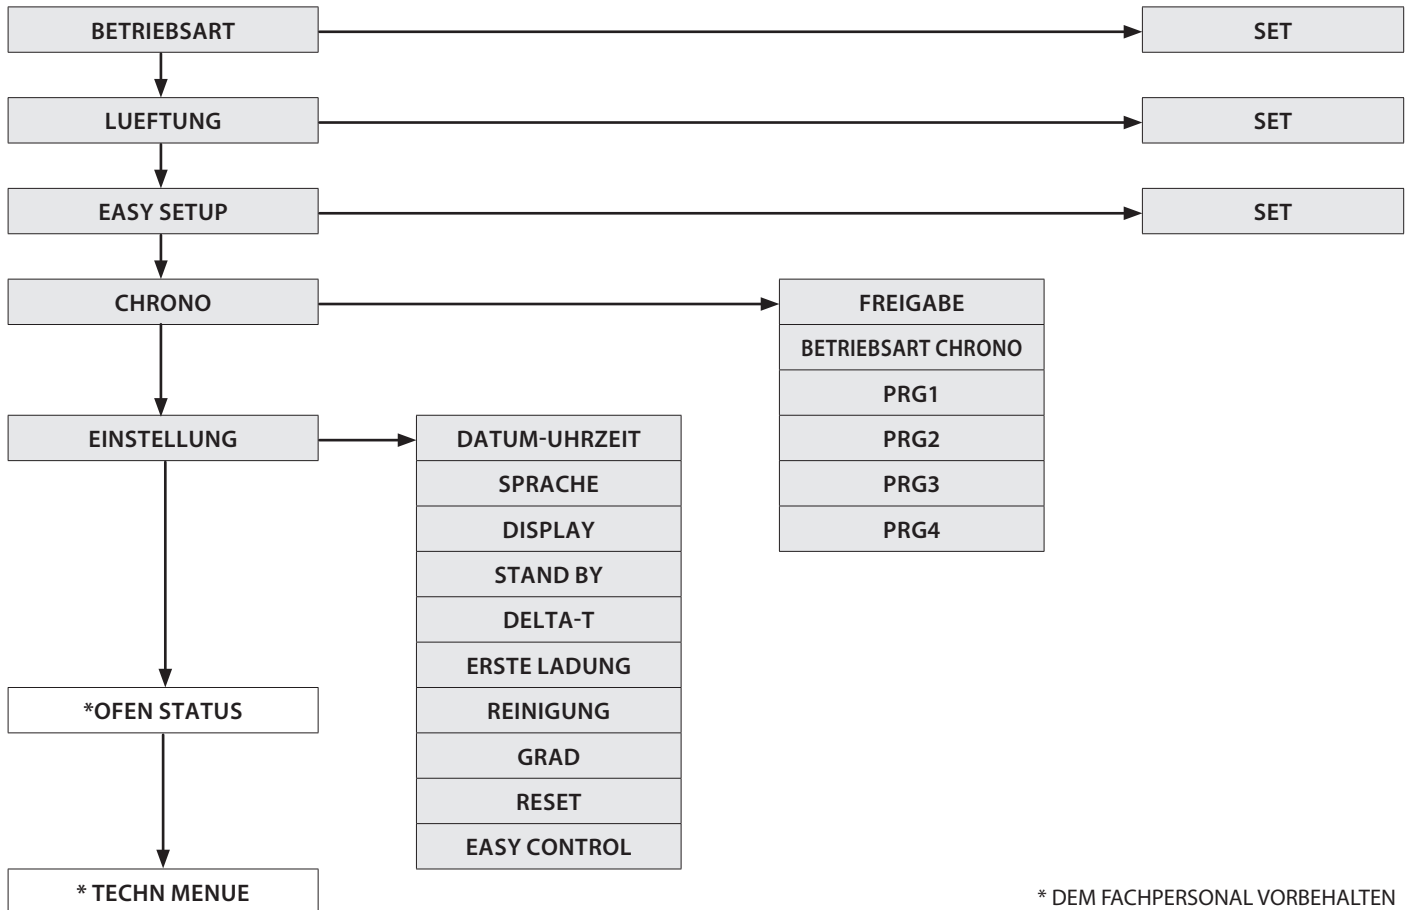 BETRIEBSART
SET
LUEFTUNG
SET
EASY SETUP
SET
CHRONO
FREIGABE
BETRIEBSART CHRONO
PRG1
PRG2
PRG3
PRG4
EINSTELLUNG
DATUM-UHRZEIT
SPRACHE
DISPLAY
STAND BY
DELTA-T
ERSTE LADUNG
REINIGUNG
GRAD
RESET
EASY CONTROL
*OFEN STATUS
* TECHN MENUE
* DEM FACHPERSONAL VORBEHALTEN